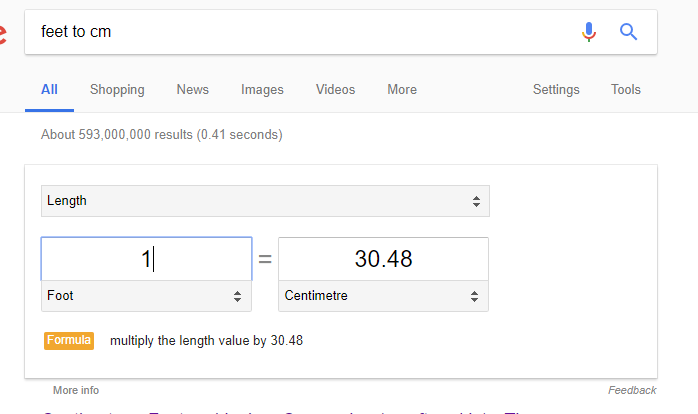 feet to cm
All Shopping News Images Videos More Settings Tools
About 593,000,000 results (0.41 seconds)
Length
1 = 30.48
Foot Centimetre
Formula multiply the length value by 30.48
More info Feedback